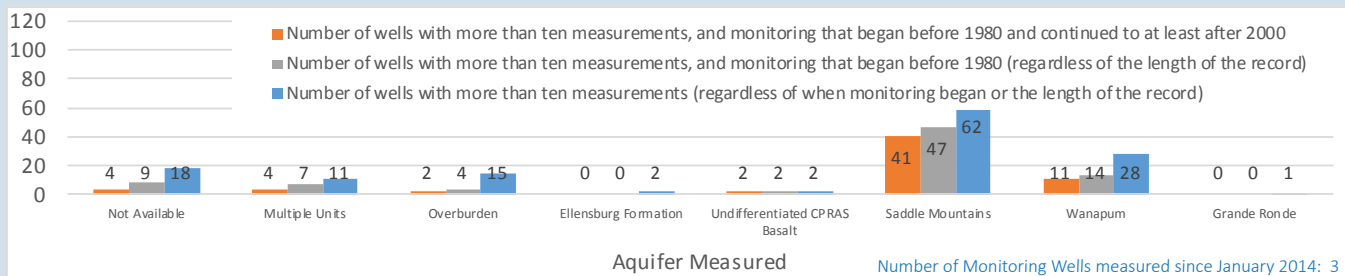 120
100
80
60
40
20
0
Number of wells with more than ten measurements, and monitoring that began before 1980 and continued to at least after 2000
Number of wells with more than ten measurements, and monitoring that began before 1980 (regardless of the length of the record)
Number of wells with more than ten measurements (regardless of when monitoring began or the length of the record)
4 9 18
4 7 11
2 4 15
0 0 2
2 2 2
41 47 62
11 14 28
0 0 1
Not Available
Multiple Units
Overburden
Ellensburg Formation
Undifferentiated CPRAS
Basalt
Saddle Mountains
Wanapum
Grande Ronde
Aquifer Measured
Number of Monitoring Wells measured since January 2014: 3